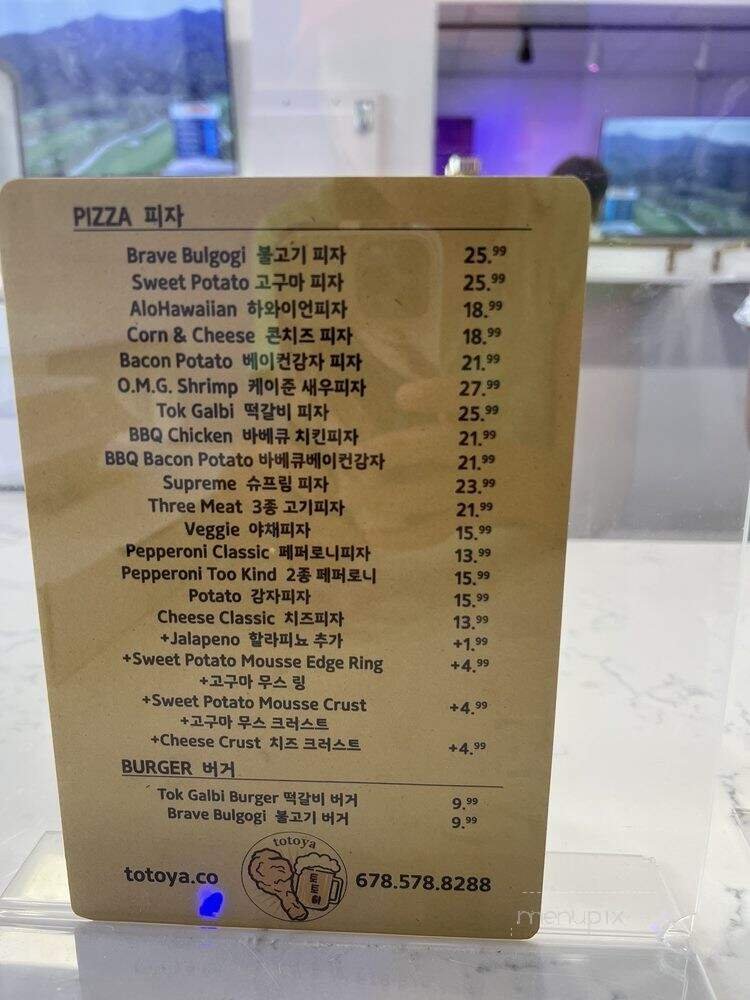 PIZZA 피자
Brave Bulgogi 불고기 피자 25.99
Sweet Potato 고구마 피자 25.99
AloHawaiian 하와이언피자 18.99
Corn & Cheese 콘치즈 피자 18.99
Bacon Potato 베이컨감자 피자 21.99
O.M.G. Shrimp 케이준 새우피자 27.99
Tok Galbi 떡갈비 피자 25.99
BBQ Chicken 바베큐 치킨피자 21.99
BBQ Bacon Potato 바베큐베이컨감자 21.99
Supreme 슈프림 피자 23.99
Three Meat 3종 고기피자 21.99
Veggie 야채피자 15.99
Pepperoni Classic 페퍼로니피자 13.99
Pepperoni Too Kind 2종 페퍼로니 15.99
Potato 감자피자 15.99
Cheese Classic 치즈피자 13.99
+Jalapeno 할라피뇨 추가 +1.99
+Sweet Potato Mousse Edge Ring +4.99
+고구마 무스 링
+Sweet Potato Mousse Crust +4.99
+고구마 무스 크러스트
+Cheese Crust 치즈 크러스트 +4.99
BURGER 버거
Tok Galbi Burger 떡갈비 버거 9.99
Brave Bulgogi 불고기 버거 9.99
totoya
totoya.co 678.578.8288
menupix